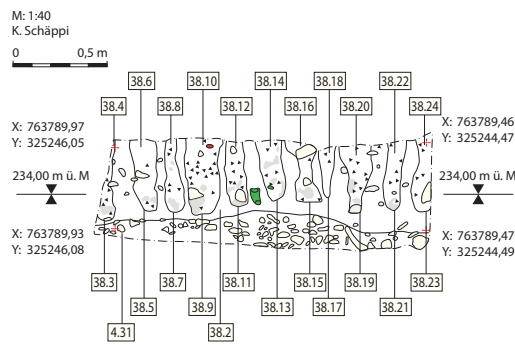 M: 1:40
K. Schäppi
0 0,5 m
38.6 38.10 38.14 38.18 38.22
38.4 38.8 38.12 38.16 38.20 38.24
X: 763789,97
Y: 325246,05
X: 763789,46
Y: 325244,47
234,00 m ü. M 234,00 m ü. M
X: 763789,93
Y: 325246,08
X: 763789,47
Y: 325244,49
38.3 38.7 38.11 38.15 38.19 38.23
38.5 38.9 38.13 38.17 38.21
4.31 38.2